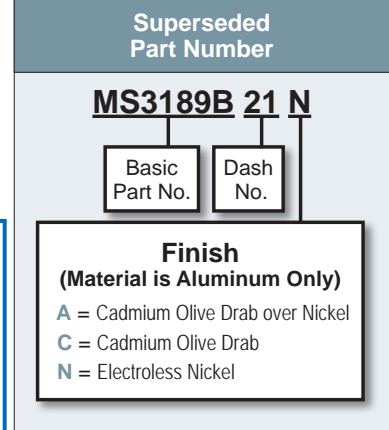 Superseded
Part Number
MS3189B 21 N
Basic
Part No.
Dash
No.
Finish
(Material is Aluminum Only)
A = Cadmium Olive Drab over Nickel
C = Cadmium Olive Drab
N = Electroless Nickel